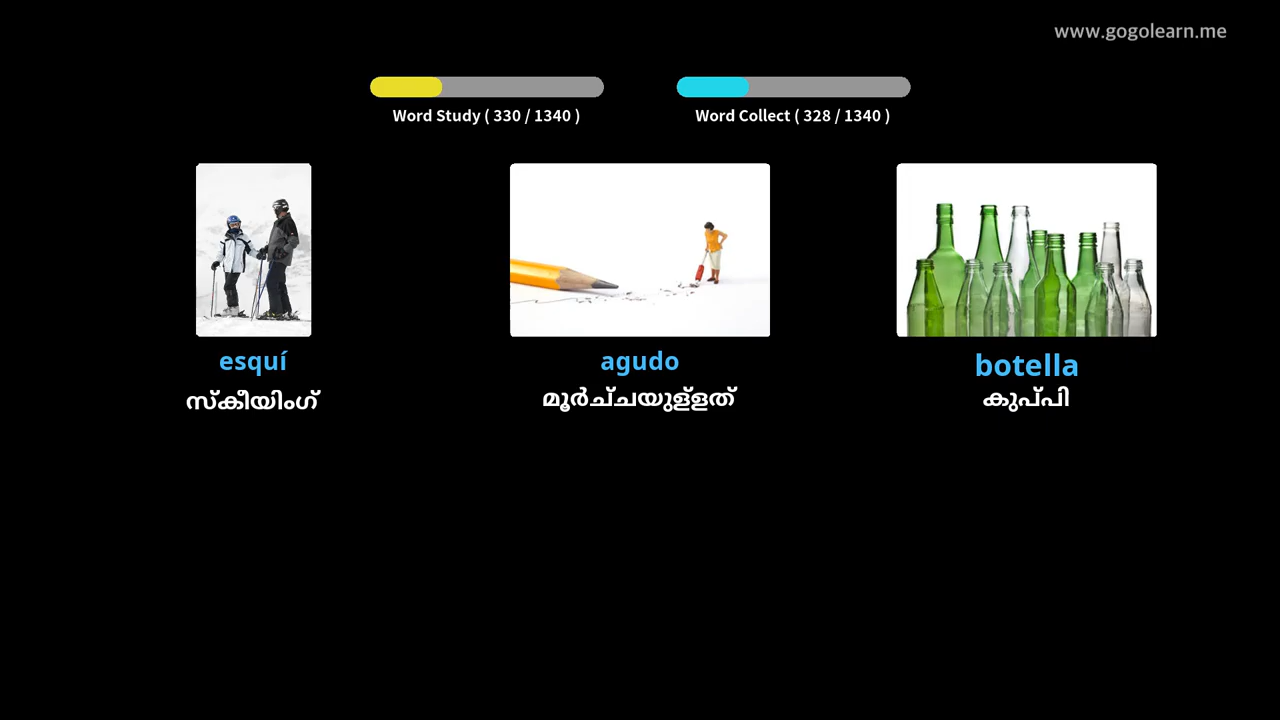 www.gogolearn.me
Word Study ( 330 / 1340 )
Word Collect ( 328 / 1340 )
esquí
agudo
botella
സ്കീയിംഗ്
മൂർച്ചയുള്ളത്
കുപ്പി